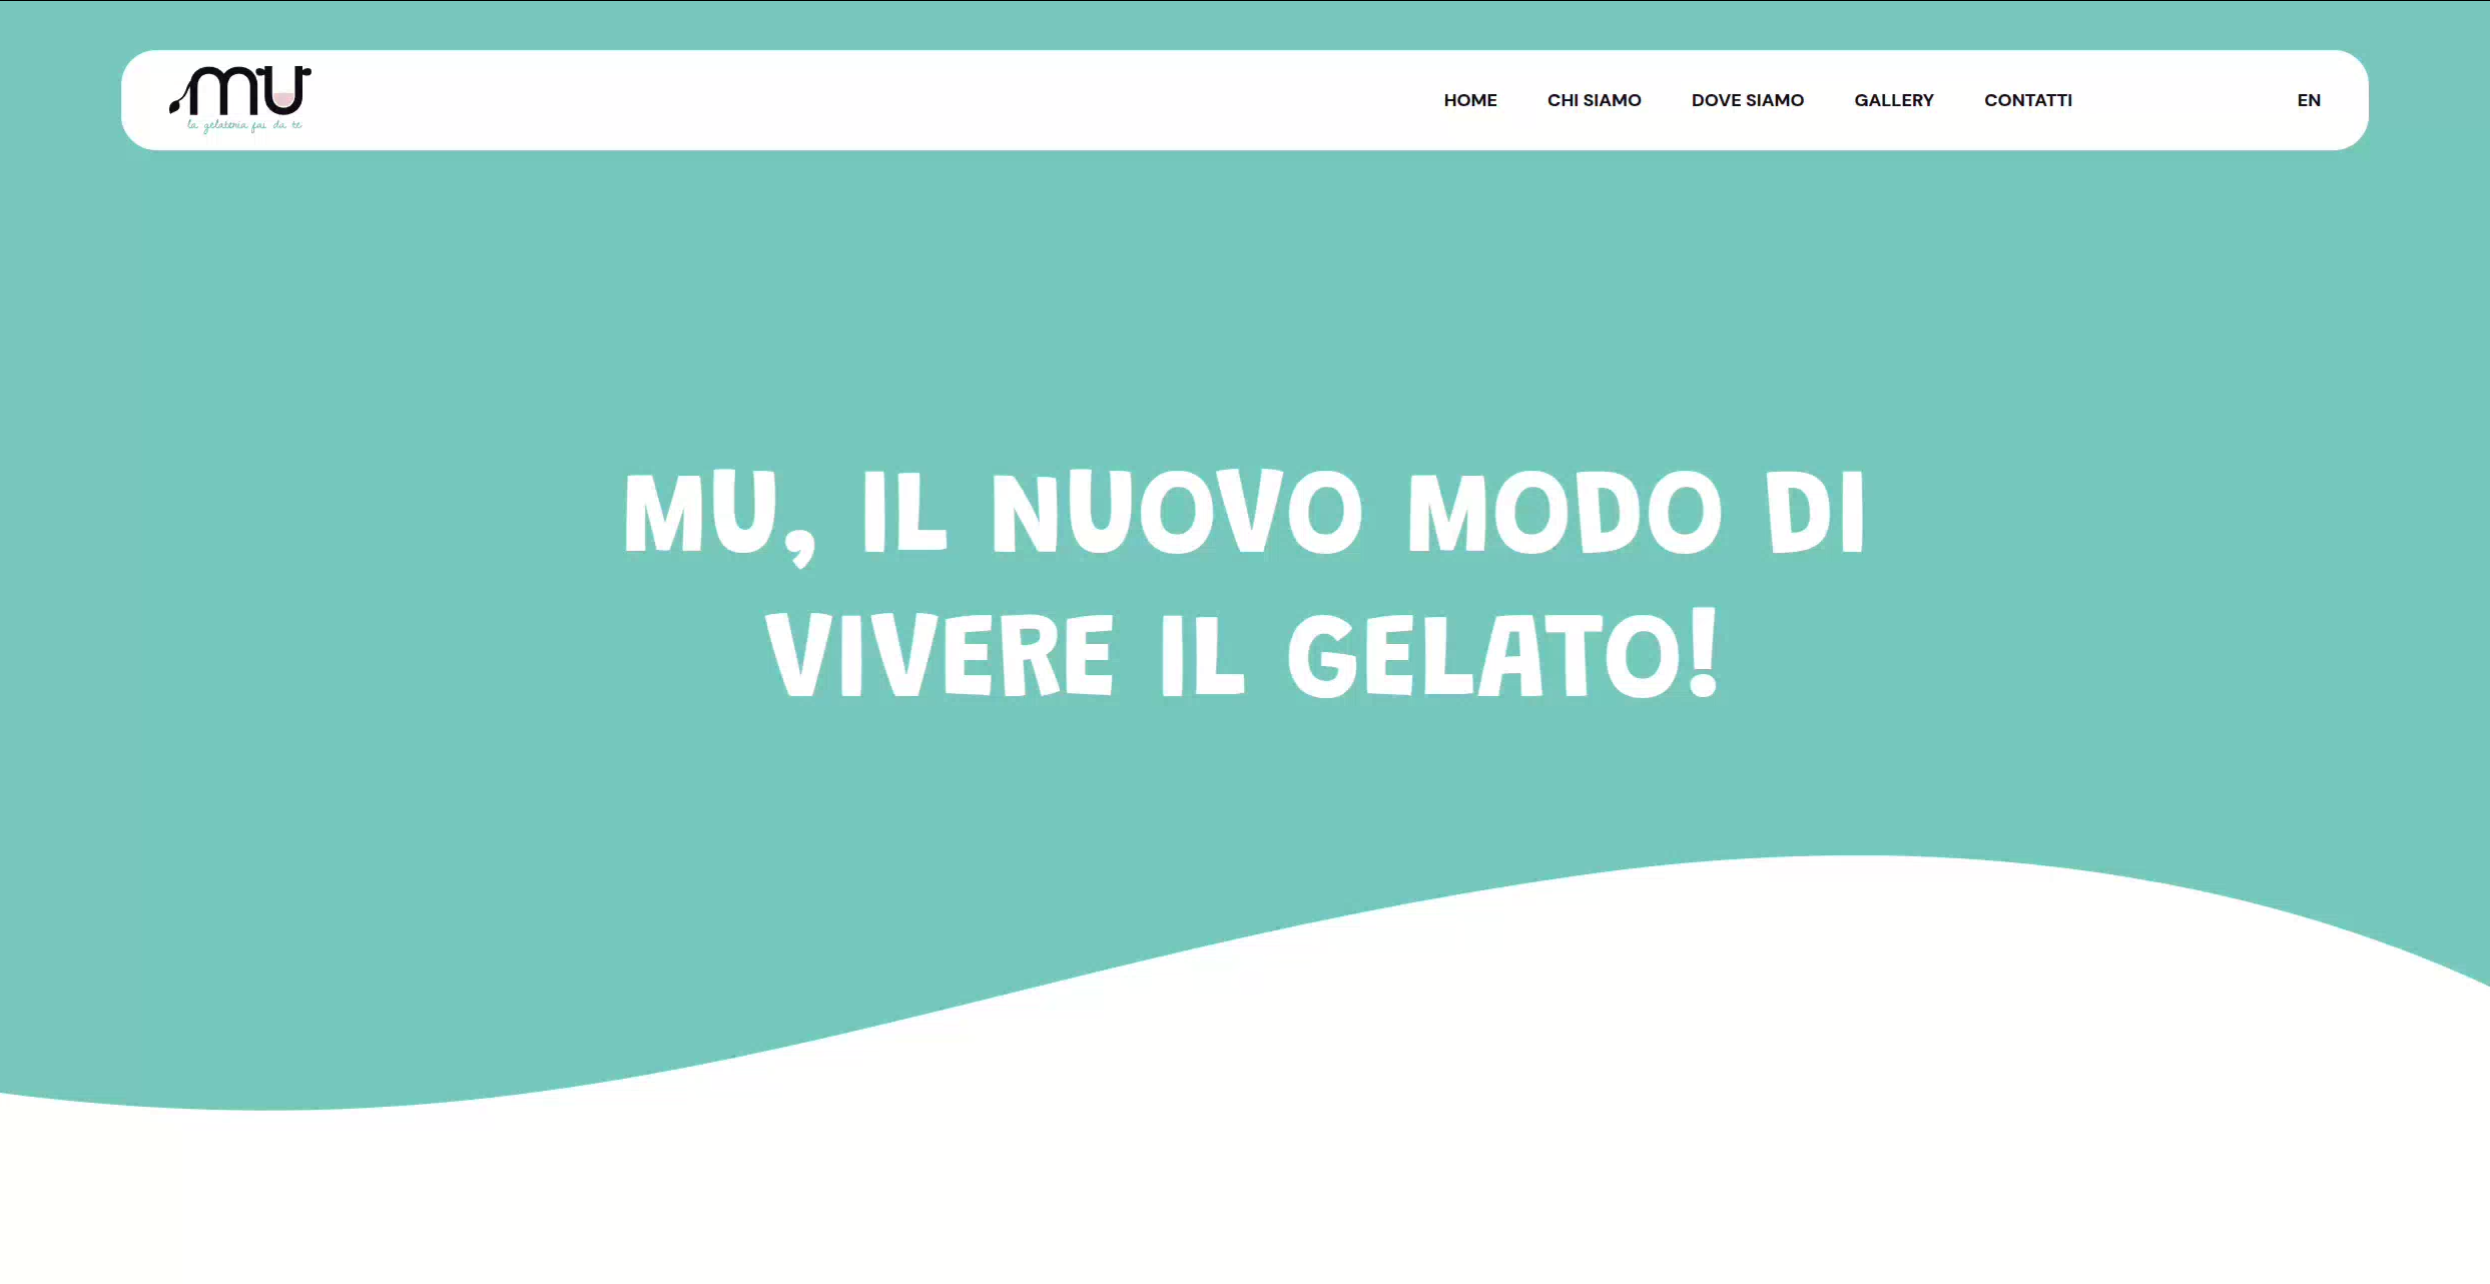 mu
la gelateria fai da te
HOME CHI SIAMO DOVE SIAMO GALLERY CONTATTI EN
MU, IL NUOVO MODO DI
VIVERE IL GELATO!